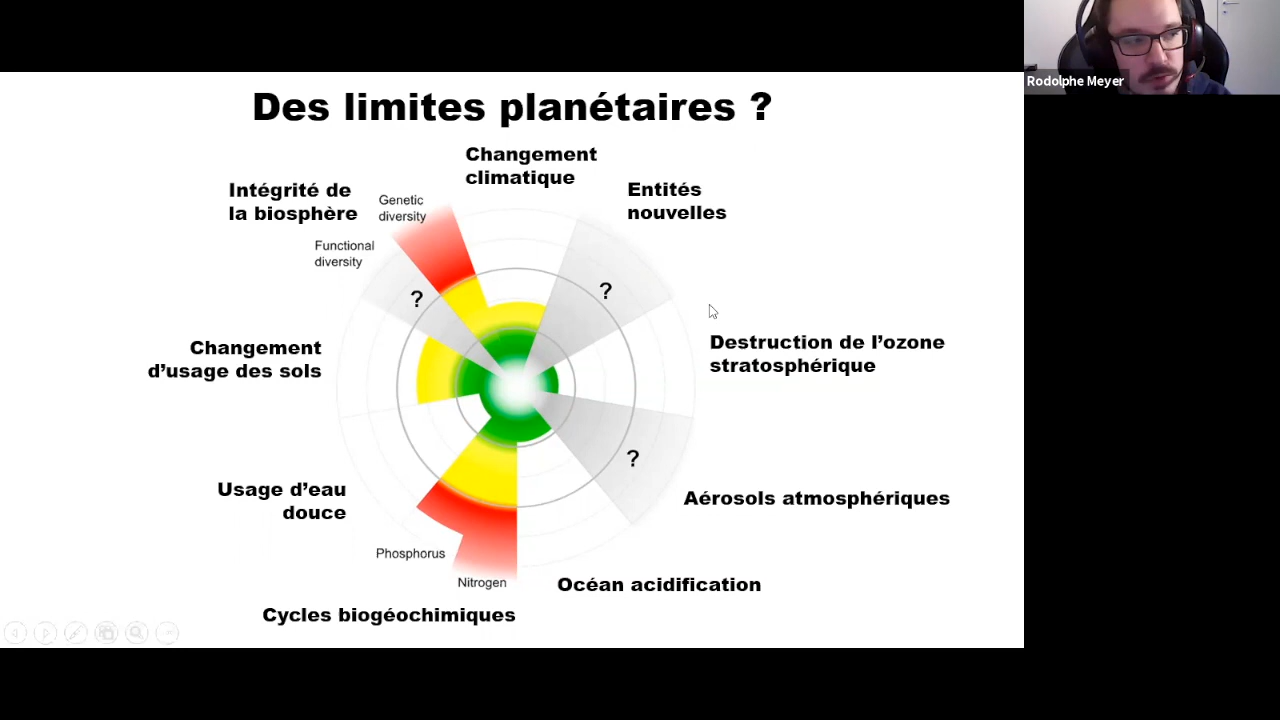 Rodolphe Meyer
Des limites planétaires ?
Changement
climatique
Entités
nouvelles
Intégrité de
la biosphère
Genetic
diversity
Functional
diversity
?
?
Changement
d'usage des sols
Destruction de l'ozone
stratosphérique
?
Usage d'eau
douce
Aérosols atmosphériques
Phosphorus
Nitrogen
Océan acidification
Cycles biogéochimiques